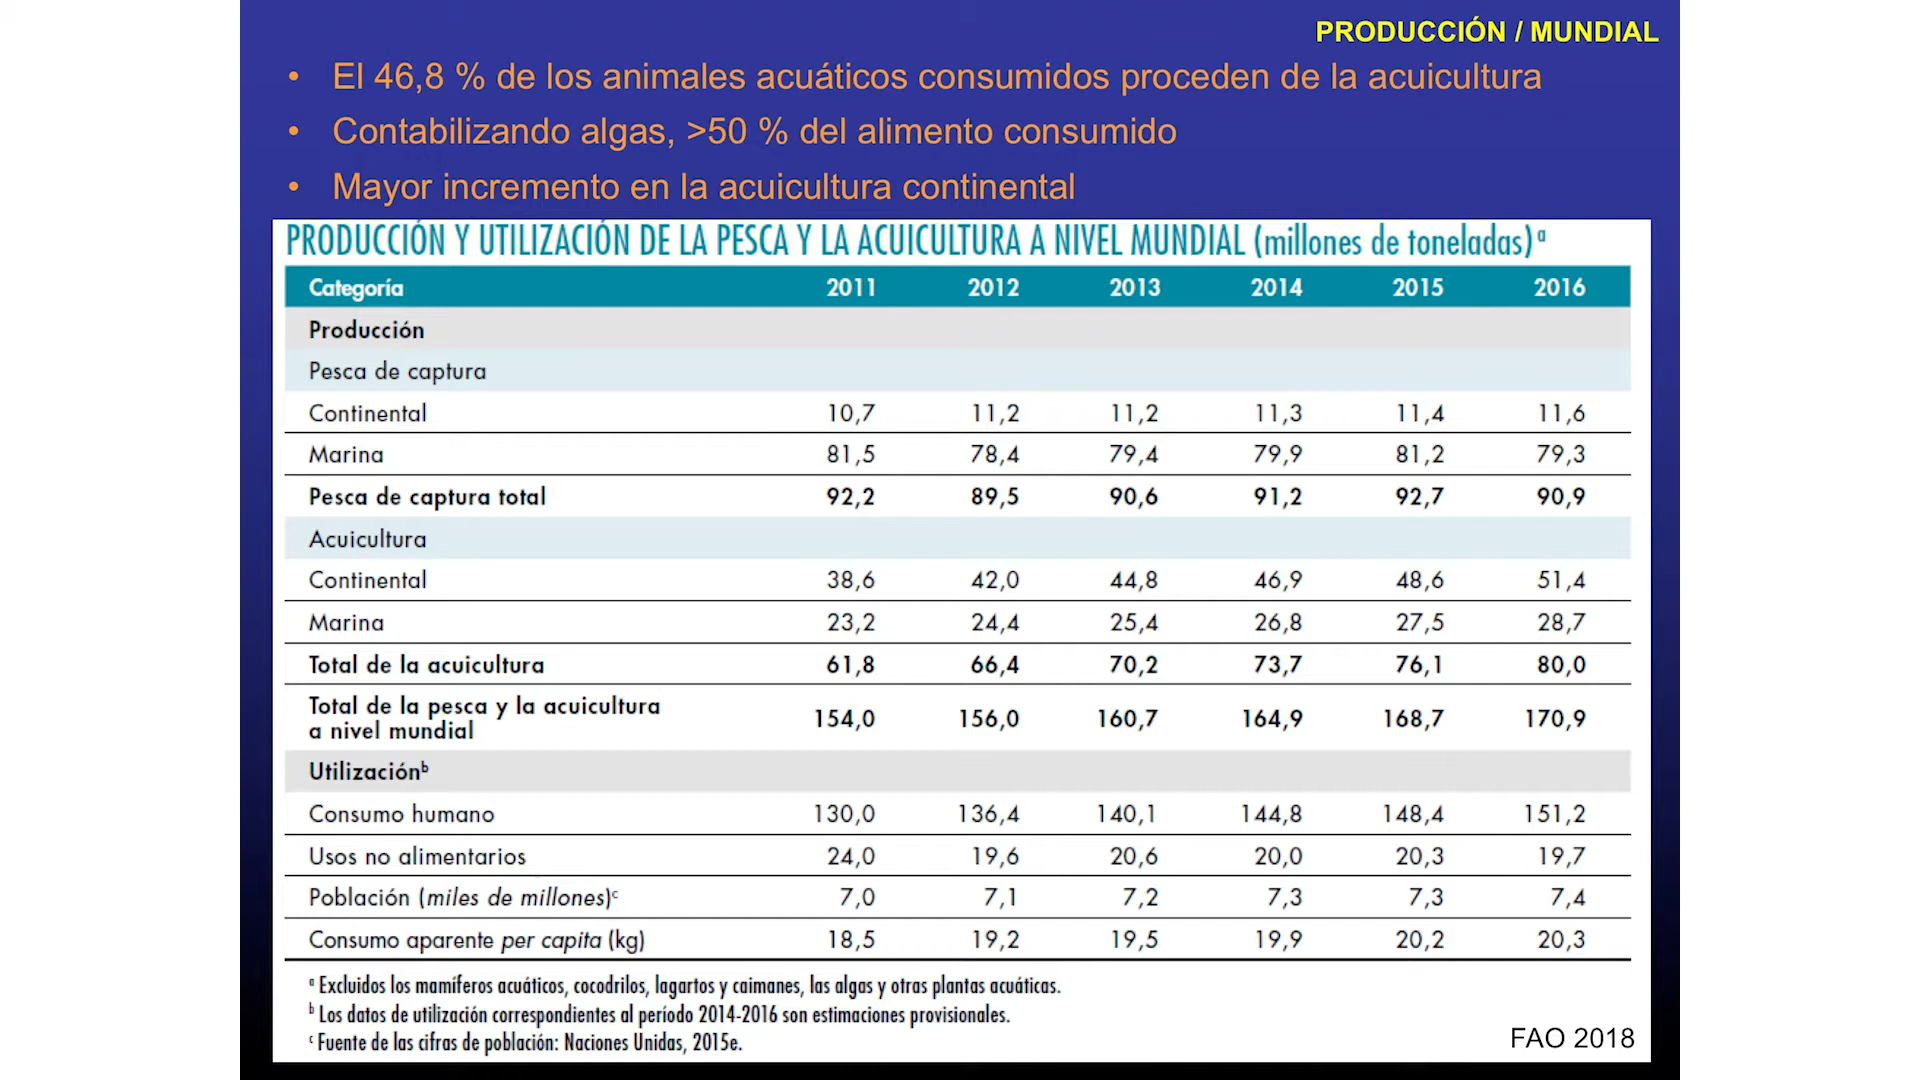 PRODUCCIÓN / MUNDIAL
• El 46,8 % de los animales acuáticos consumidos proceden de la acuicultura
• Contabilizando algas, >50 % del alimento consumido
• Mayor incremento en la acuicultura continental
PRODUCCIÓN Y UTILIZACIÓN DE LA PESCA Y LA ACUICULTURA A NIVEL MUNDIAL (millones de toneladas) a
Categoría 2011 2012 2013 2014 2015 2016
Producción
Pesca de captura
Continental 10,7 11,2 11,2 11,3 11,4 11,6
Marina 81,5 78,4 79,4 79,9 81,2 79,3
Pesca de captura total 92,2 89,5 90,6 91,2 92,7 90,9
Acuicultura
Continental 38,6 42,0 44,8 46,9 48,6 51,4
Marina 23,2 24,4 25,4 26,8 27,5 28,7
Total de la acuicultura 61,8 66,4 70,2 73,7 76,1 80,0
Total de la pesca y la acuicultura
a nivel mundial 154,0 156,0 160,7 164,9 168,7 170,9
Utilización b
Consumo humano 130,0 136,4 140,1 144,8 148,4 151,2
Usos no alimentarios 24,0 19,6 20,6 20,0 20,3 19,7
Población (miles de millones) c 7,0 7,1 7,2 7,3 7,3 7,4
Consumo aparente per capita (kg) 18,5 19,2 19,5 19,9 20,2 20,3
a Excluidos los mamíferos acuáticos, cocodrilos, lagartos y caimanes, las algas y otras plantas acuáticas.
b Los datos de utilización correspondientes al período 2014-2016 son estimaciones provisionales.
c Fuente de las cifras de población: Naciones Unidas, 2015e.
FAO 2018